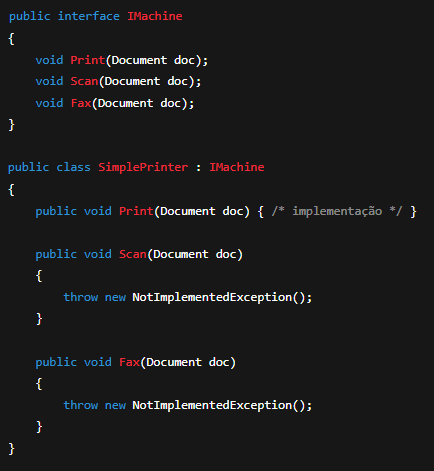 public interface IMachine
{
    void Print(Document doc);
    void Scan(Document doc);
    void Fax(Document doc);
}

public class SimplePrinter : IMachine
{
    public void Print(Document doc) { /* implementação */ }

    public void Scan(Document doc)
    {
        throw new NotImplementedException();
    }

    public void Fax(Document doc)
    {
        throw new NotImplementedException();
    }
}